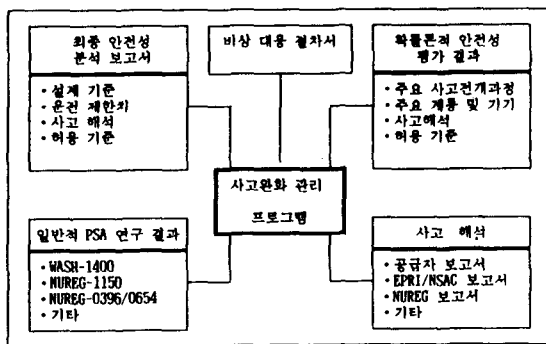 최종 안전성
분석 보고서
· 설계 기준
· 운전 제한치
· 사고 해석
· 허용 기준
비상 대응 절차서
확률론적 안전성
평가 결과
· 주요 사고전개과정
· 주요 계통 및 기기
· 사고해석
· 허용 기준
사고완화 관리
프로그램
일반적 PSA 연구 결과
· WASH-1400
· NUREG-1150
· NUREG-0396/0654
· 기타
사고 해석
· 공급자 보고서
· EPRI/NSAC 보고서
· NUREG 보고서
· 기타